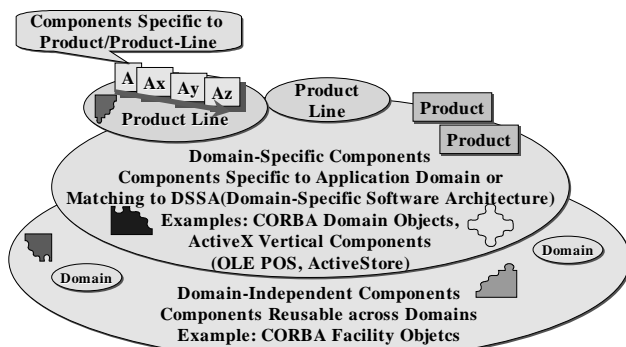 Components Specific to
Product/Product-Line
A
Ax
Ay
Az
Product Line
Product
Line
Product
Product
Domain-Specific Components
Components Specific to Application Domain or
Matching to DSSA(Domain-Specific Software Architecture)
Examples: CORBA Domain Objects,
ActiveX Vertical Components
(OLE POS, ActiveStore)
Domain
Domain
Domain-Independent Components
Components Reusable across Domains
Example: CORBA Facility Objetcs